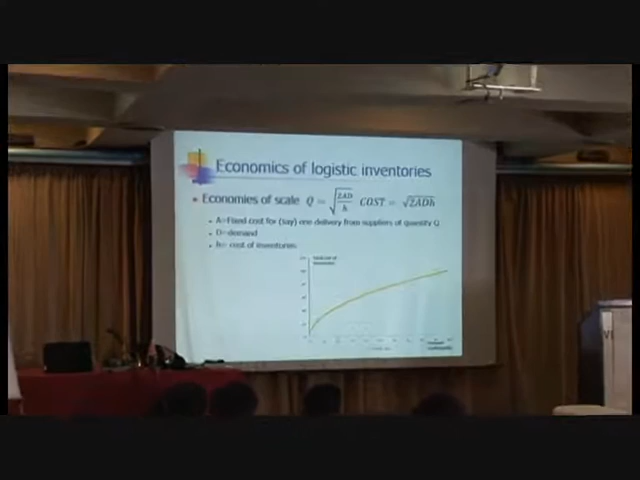 Economics of logistic inventories
Economies of scale Q = √2AD/h COST = √2ADh
A=Fixed cost for (say) one delivery from suppliers of quantity Q
D=demand
h= cost of inventories